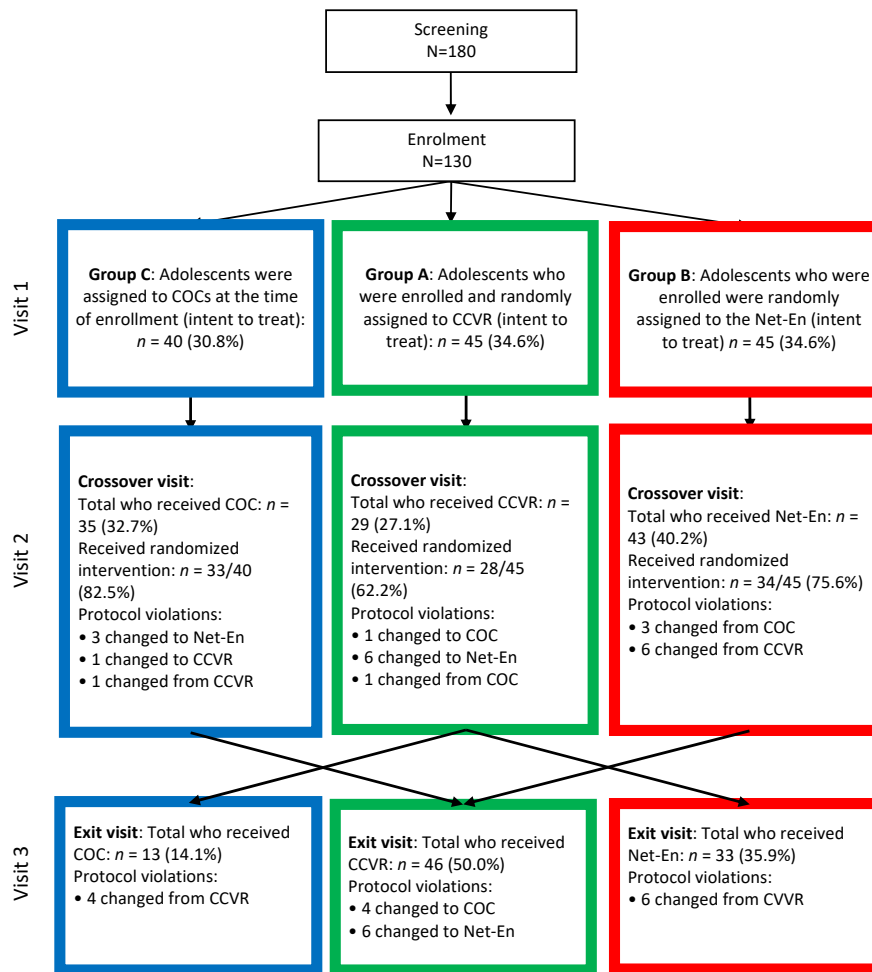 Screening
N=180
Enrolment
N=130
Visit 1
Group C: Adolescents were
assigned to COCs at the time
of enrollment (intent to treat):
n = 40 (30.8%)
Group A: Adolescents who
were enrolled and randomly
assigned to CCVR (intent to
treat): n = 45 (34.6%)
Group B: Adolescents who were
enrolled were randomly
assigned to the Net-En (intent
to treat) n = 45 (34.6%)
Visit 2
Crossover visit:
Total who received COC: n =
35 (32.7%)
Received randomized
intervention: n = 33/40
(82.5%)
Protocol violations:
• 3 changed to Net-En
• 1 changed to CCVR
• 1 changed from CCVR
Crossover visit:
Total who received CCVR: n =
29 (27.1%)
Received randomized
intervention: n = 28/45
(62.2%)
Protocol violations:
• 1 changed to COC
• 6 changed to Net-En
• 1 changed from COC
Crossover visit:
Total who received Net-En: n =
43 (40.2%)
Received randomized
intervention: n = 34/45 (75.6%)
Protocol violations:
• 3 changed from COC
• 6 changed from CCVR
Visit 3
Exit visit: Total who received
COC: n = 13 (14.1%)
Protocol violations:
• 4 changed from CCVR
Exit visit: Total who received
CCVR: n = 46 (50.0%)
Protocol violations:
• 4 changed to COC
• 6 changed to Net-En
Exit visit: Total who received
Net-En: n = 33 (35.9%)
Protocol violations:
• 6 changed from CVVR